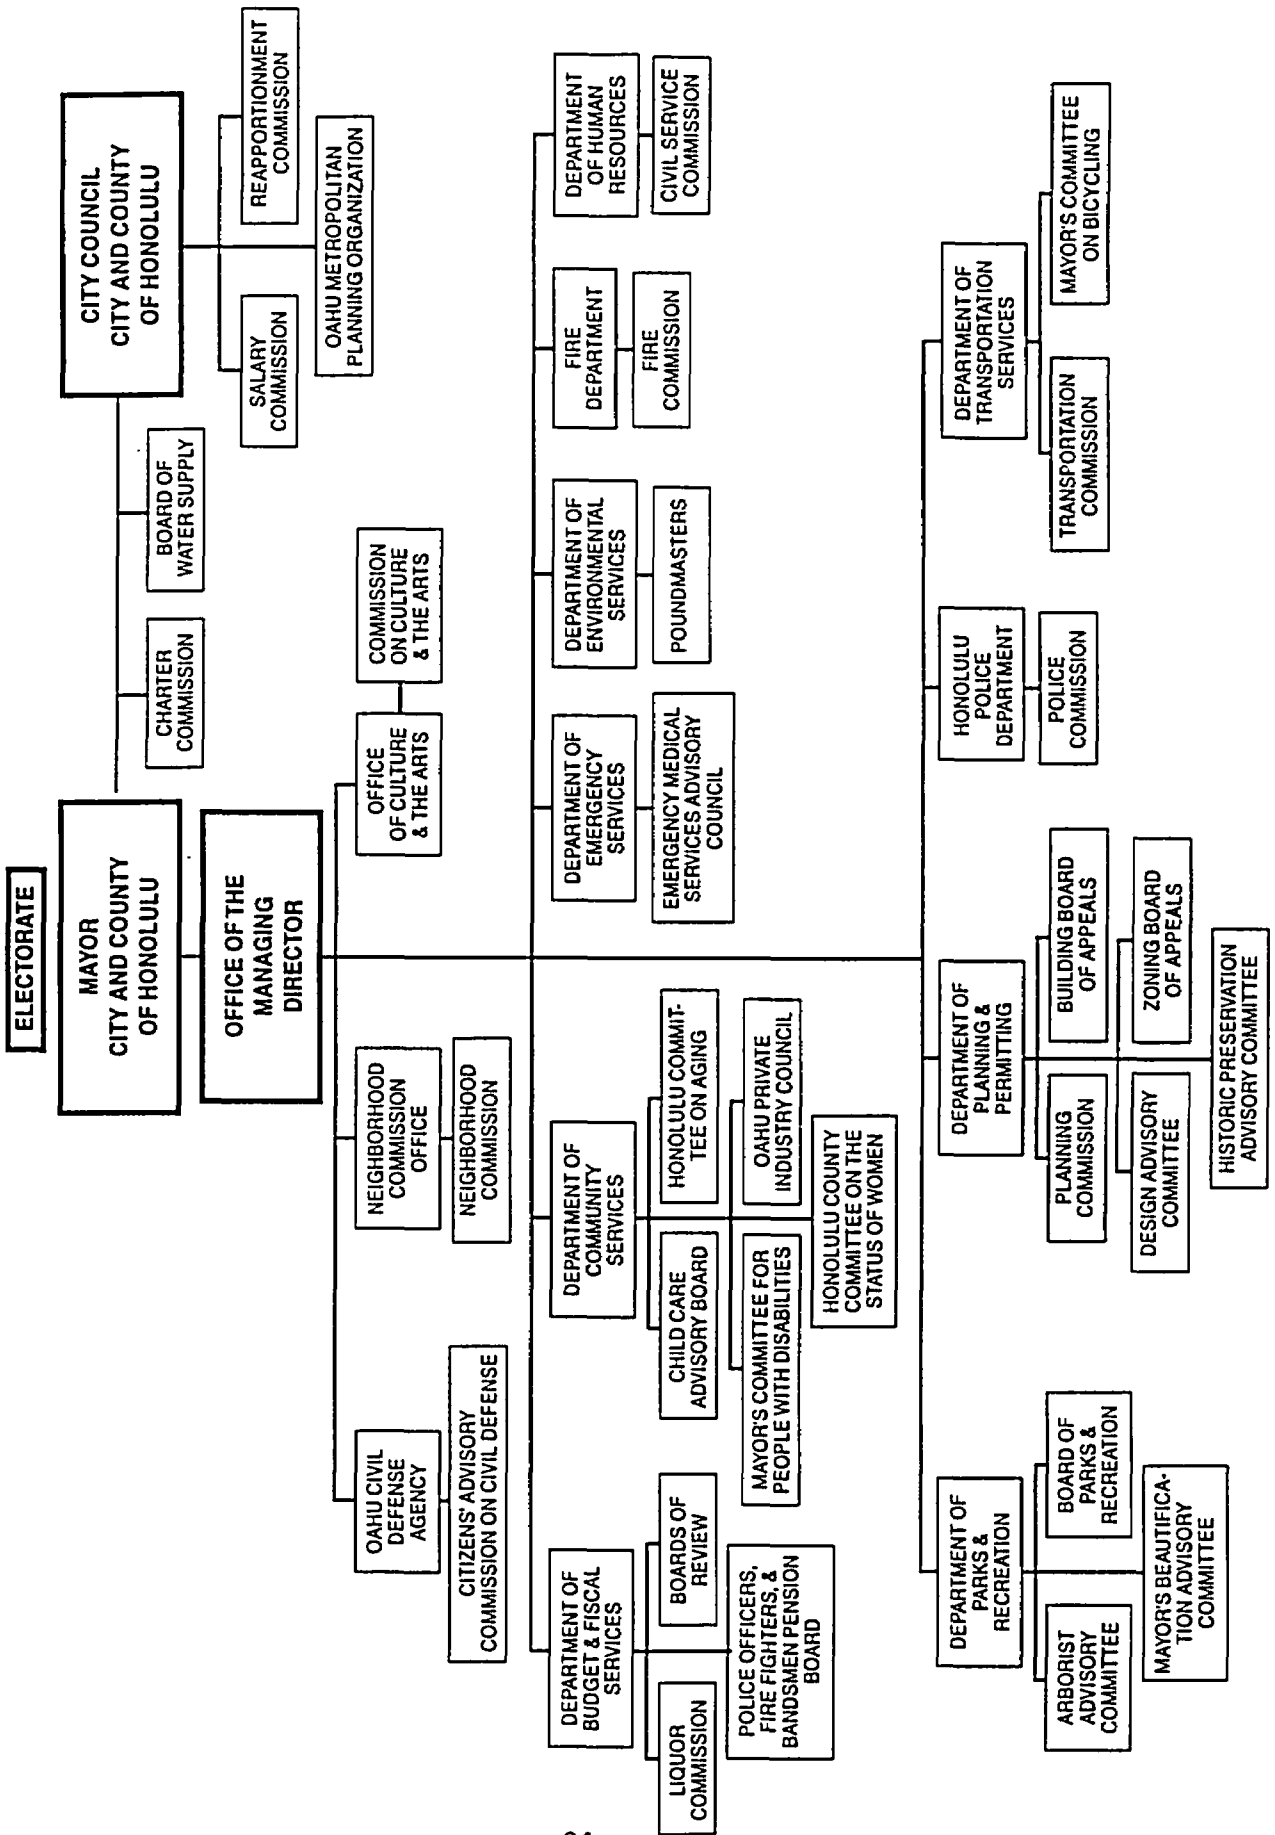 ELECTORATE
MAYOR
CITY AND COUNTY
OF HONOLULU
CITY COUNCIL
CITY AND COUNTY
OF HONOLULU
OFFICE OF THE
MANAGING
DIRECTOR
CHARTER
COMMISSION
BOARD OF
WATER SUPPLY
SALARY
COMMISSION
REAPPORTIONMENT
COMMISSION
OAHU METROPOLITAN
PLANNING ORGANIZATION
OAHU CIVIL
DEFENSE
AGENCY
CITIZENS' ADVISORY
COMMISSION ON CIVIL DEFENSE
NEIGHBORHOOD
COMMISSION
OFFICE
NEIGHBORHOOD
COMMISSION
OFFICE
OF CULTURE
& THE ARTS
COMMISSION
ON CULTURE
& THE ARTS
DEPARTMENT OF
BUDGET & FISCAL
SERVICES
LIQUOR
COMMISSION
BOARDS OF
REVIEW
POLICE OFFICERS,
FIRE FIGHTERS, &
BANDSMEN PENSION
BOARD
DEPARTMENT OF
COMMUNITY
SERVICES
CHILD CARE
ADVISORY BOARD
HONOLULU COMMIT-
TEE ON AGING
MAYOR'S COMMITTEE FOR
PEOPLE WITH DISABILITIES
OAHU PRIVATE
INDUSTRY COUNCIL
HONOLULU COUNTY
COMMITTEE ON THE
STATUS OF WOMEN
DEPARTMENT OF
EMERGENCY
SERVICES
EMERGENCY MEDICAL
SERVICES ADVISORY
COUNCIL
DEPARTMENT OF
ENVIRONMENTAL
SERVICES
POUNDMASTERS
FIRE
DEPARTMENT
FIRE
COMMISSION
DEPARTMENT
OF HUMAN
RESOURCES
CIVIL SERVICE
COMMISSION
DEPARTMENT OF
PARKS &
RECREATION
ARBORIST
ADVISORY
COMMITTEE
BOARD OF
PARKS &
RECREATION
MAYOR'S BEAUTIFICA-
TION ADVISORY
COMMITTEE
DEPARTMENT OF
PLANNING &
PERMITTING
PLANNING
COMMISSION
BUILDING BOARD
OF APPEALS
DESIGN ADVISORY
COMMITTEE
ZONING BOARD
OF APPEALS
HISTORIC PRESERVATION
ADVISORY COMMITTEE
HONOLULU
POLICE
DEPARTMENT
POLICE
COMMISSION
DEPARTMENT OF
TRANSPORTATION
SERVICES
TRANSPORTATION
COMMISSION
MAYOR'S COMMITTEE
ON BICYCLING